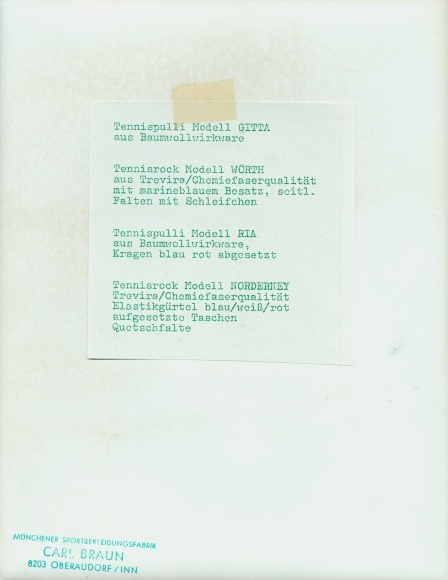 Tennispulli Modell GITTA
aus Baumwollwirkware
Tennisrock Modell WÖRTH
aus Trevira/Chemiefaserqualität
mit marineblauem Besatz, seitl.
Falten mit Schleifchen
Tennispulli Modell RIA
aus Baumwollwirkware,
Kragen blau rot abgesetzt
Tennisrock Modell NORDERNEY
Trevira/Chemiefaserqualität
Elastikgürtel blau/weiß/rot
aufgesetzte Taschen
Quetschfalte
MÜNCHENER SPORTBEKLEIDUNGSFABRIK
CARL BRAUN
8203 OBERAUDORF/INN